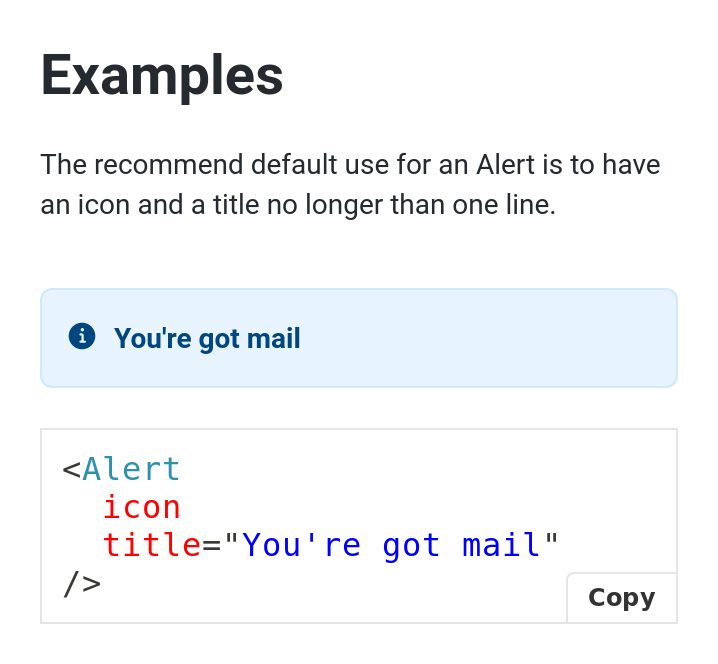 Examples
The recommend default use for an Alert is to have
an icon and a title no longer than one line.
You're got mail
<Alert
  icon
  title="You're got mail"
/>
Copy